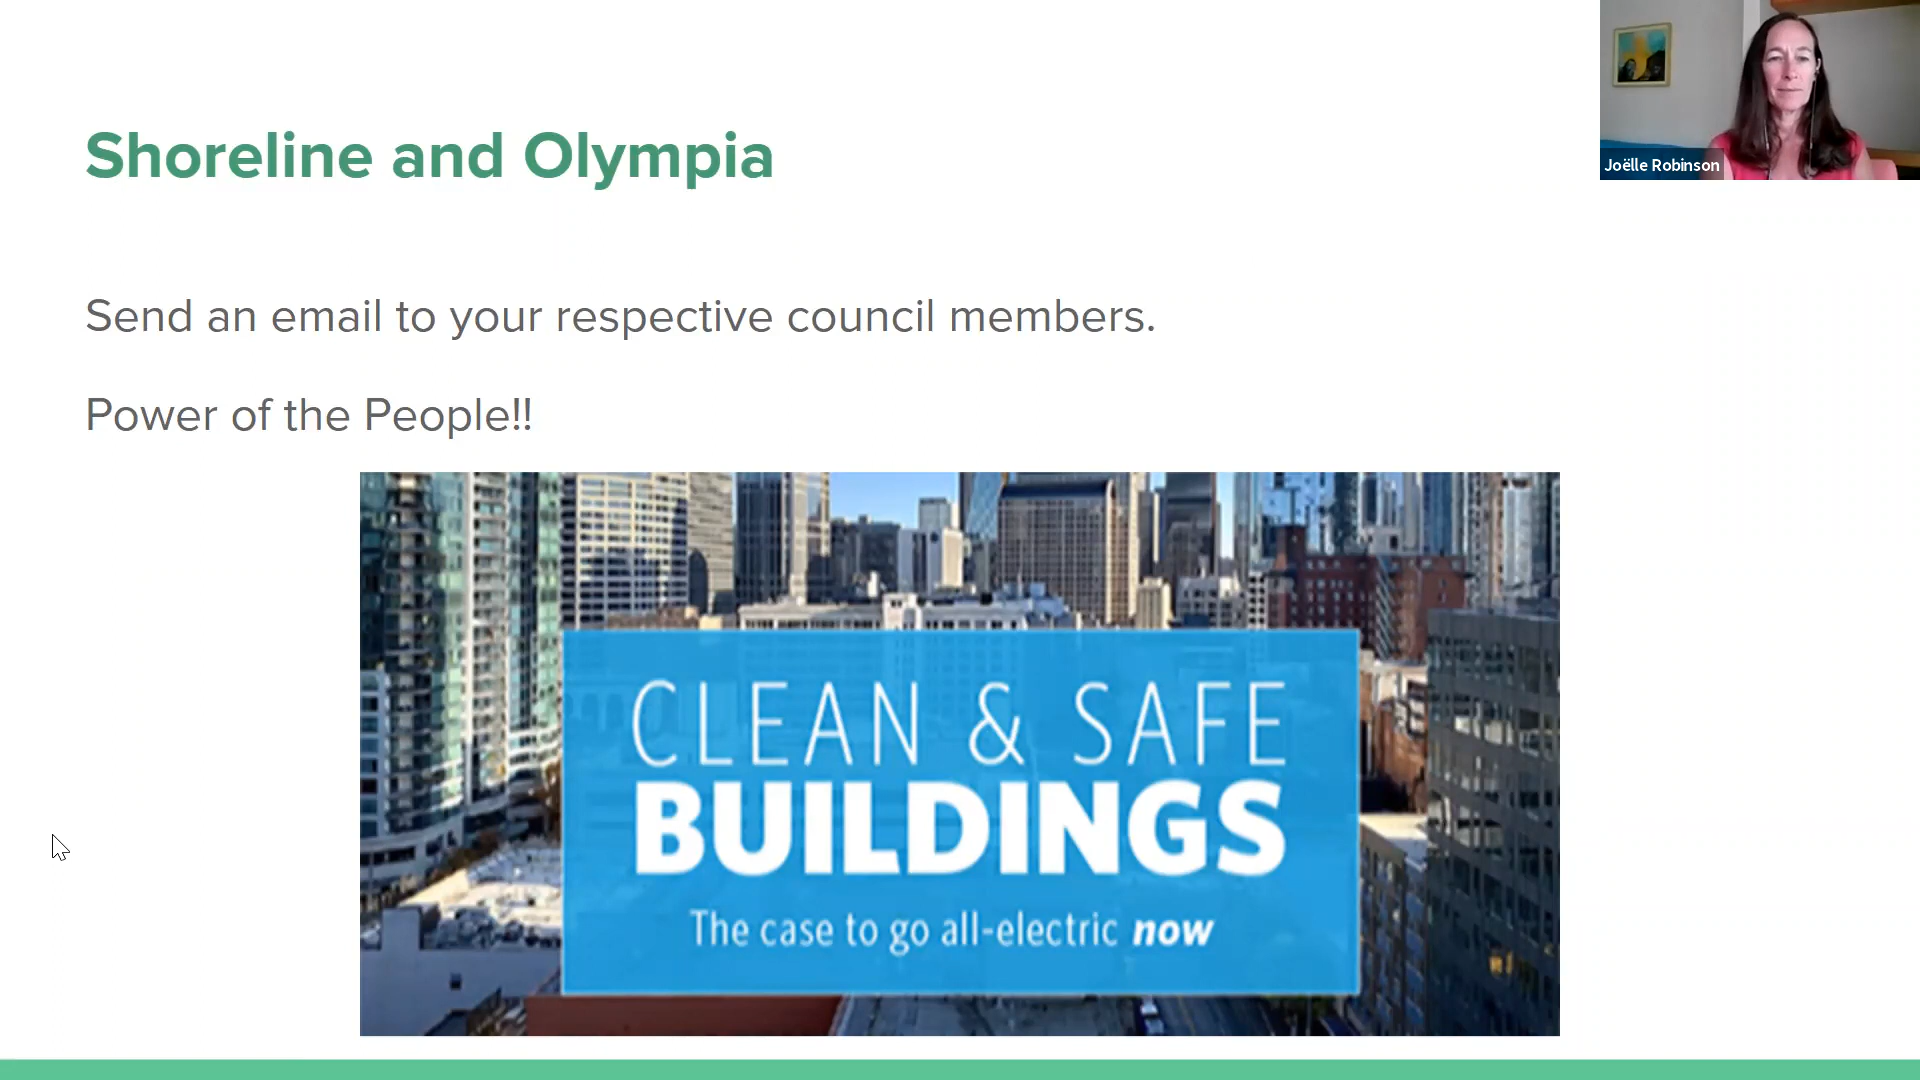 Shoreline and Olympia
Joëlle Robinson
Send an email to your respective council members.
Power of the People!!
CLEAN & SAFE
BUILDINGS
The case to go all-electric now